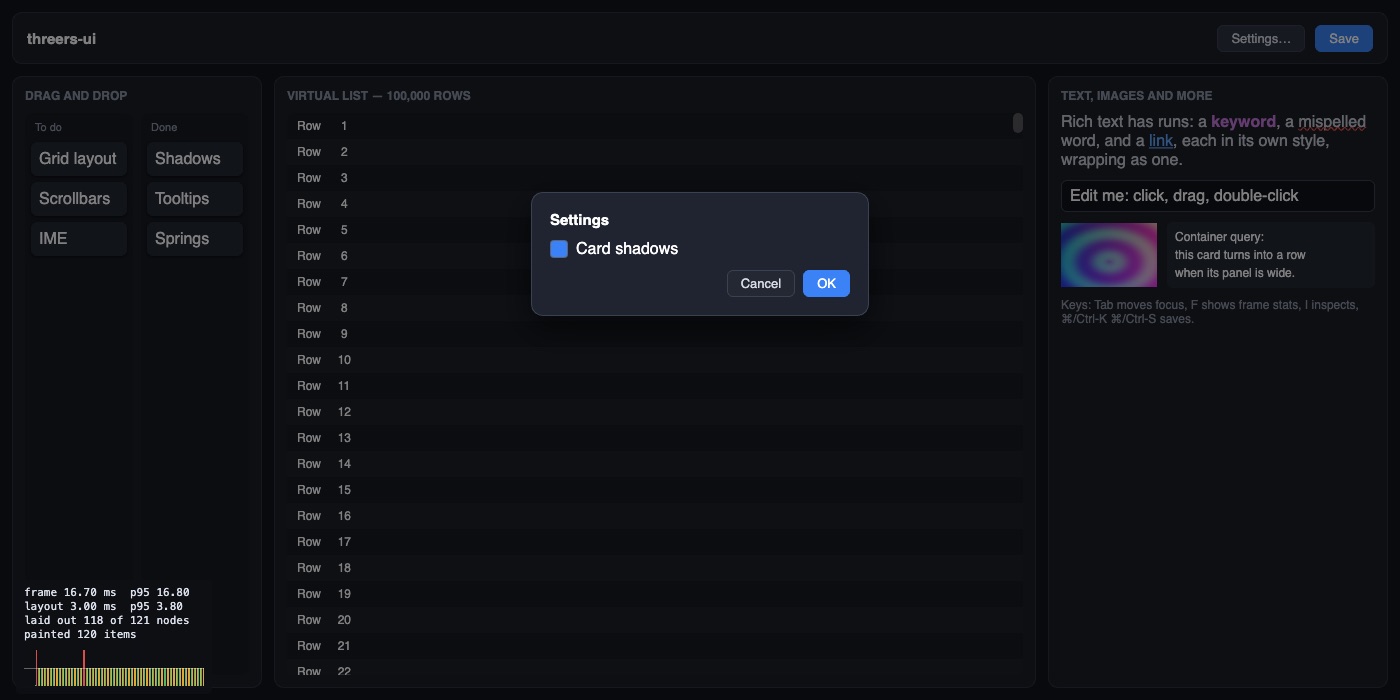 threers-ui
Settings…
Save
DRAG AND DROP
To do
Done
Grid layout
Shadows
Scrollbars
Tooltips
IME
Springs
VIRTUAL LIST — 100,000 ROWS
Row 1
Row 2
Row 3
Row 4
Row 5
Row 6
Row 7
Row 8
Row 9
Row 10
Row 11
Row 12
Row 13
Row 14
Row 15
Row 16
Row 17
Row 18
Row 19
Row 20
Row 21
Row 22
Settings
Card shadows
Cancel
OK
TEXT, IMAGES AND MORE
Rich text has runs: a keyword, a mispelled
word, and a link, each in its own style,
wrapping as one.
Edit me: click, drag, double-click
Container query:
this card turns into a row
when its panel is wide.
Keys: Tab moves focus, F shows frame stats, I inspects,
⌘/Ctrl-K ⌘/Ctrl-S saves.
frame 16.70 ms p95 16.80
layout 3.00 ms p95 3.80
laid out 118 of 121 nodes
painted 120 items